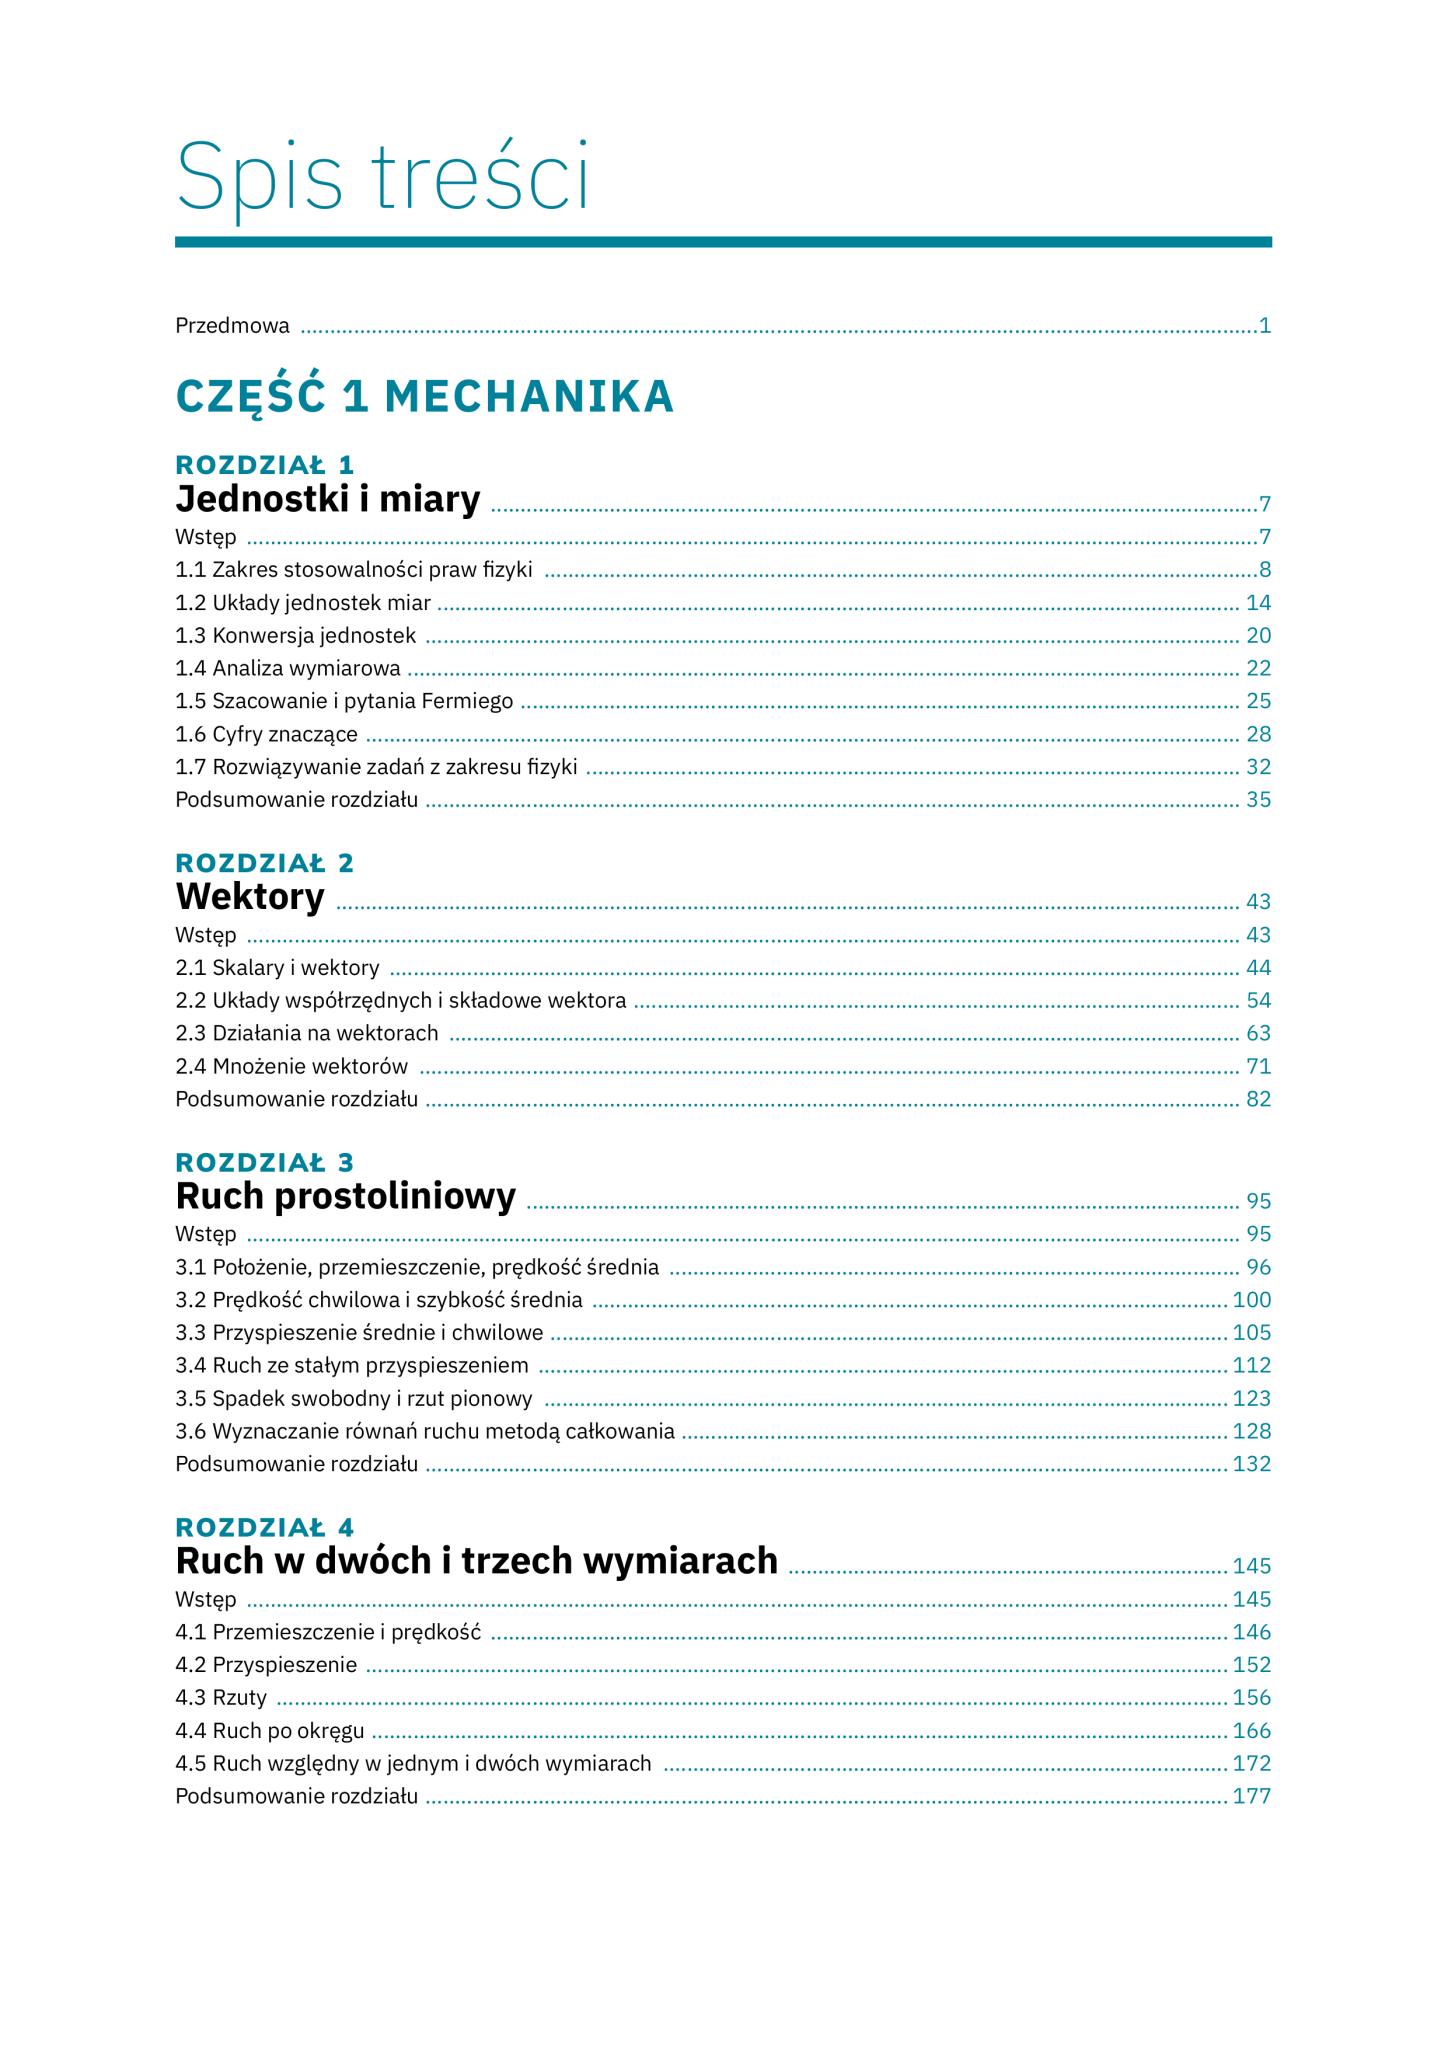 Spis treści
Przedmowa ........ 1
CZĘŚĆ 1 MECHANIKA
ROZDZIAŁ 1
Jednostki i miary ........ 7
Wstęp ........ 7
1.1 Zakres stosowalności praw fizyki ........ 8
1.2 Układy jednostek miar ........ 14
1.3 Konwersja jednostek ........ 20
1.4 Analiza wymiarowa ........ 22
1.5 Szacowanie i pytania Fermiego ........ 25
1.6 Cyfry znaczące ........ 28
1.7 Rozwiązywanie zadań z zakresu fizyki ........ 32
Podsumowanie rozdziału ........ 35
ROZDZIAŁ 2
Wektory ........ 43
Wstęp ........ 43
2.1 Skalary i wektory ........ 44
2.2 Układy współrzędnych i składowe wektora ........ 54
2.3 Działania na wektorach ........ 63
2.4 Mnożenie wektorów ........ 71
Podsumowanie rozdziału ........ 82
ROZDZIAŁ 3
Ruch prostoliniowy ........ 95
Wstęp ........ 95
3.1 Położenie, przemieszczenie, prędkość średnia ........ 96
3.2 Prędkość chwilowa i szybkość średnia ........ 100
3.3 Przyspieszenie średnie i chwilowe ........ 105
3.4 Ruch ze stałym przyspieszeniem ........ 112
3.5 Spadek swobodny i rzut pionowy ........ 123
3.6 Wyznaczanie równań ruchu metodą całkowania ........ 128
Podsumowanie rozdziału ........ 132
ROZDZIAŁ 4
Ruch w dwóch i trzech wymiarach ........ 145
Wstęp ........ 145
4.1 Przemieszczenie i prędkość ........ 146
4.2 Przyspieszenie ........ 152
4.3 Rzuty ........ 156
4.4 Ruch po okręgu ........ 166
4.5 Ruch względny w jednym i dwóch wymiarach ........ 172
Podsumowanie rozdziału ........ 177